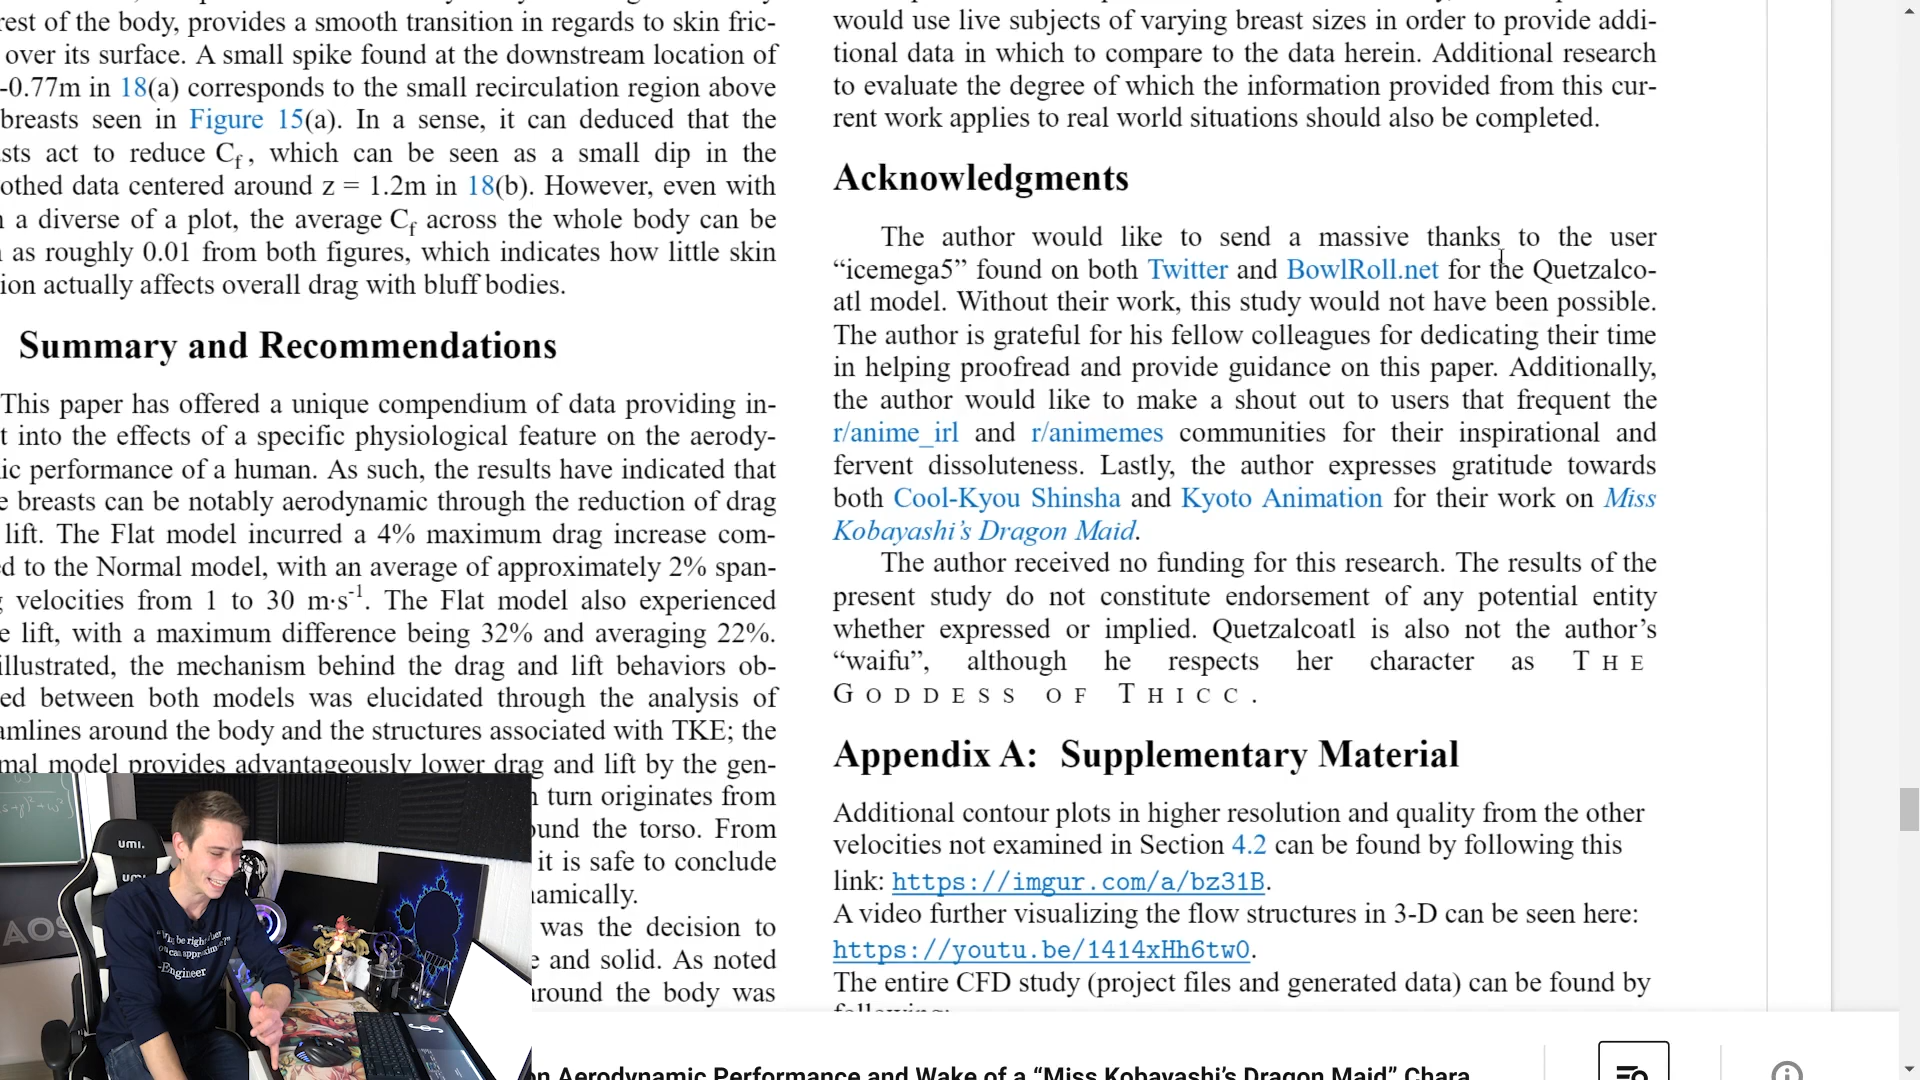 rest of the body, provides a smooth transition in regards to skin fric-
over its surface. A small spike found at the downstream location of
-0.77m in 18(a) corresponds to the small recirculation region above
breasts seen in Figure 15(a). In a sense, it can deduced that the
sts act to reduce Cf, which can be seen as a small dip in the
othed data centered around z = 1.2m in 18(b). However, even with
a diverse of a plot, the average Cf across the whole body can be
as roughly 0.01 from both figures, which indicates how little skin
ion actually affects overall drag with bluff bodies.
Summary and Recommendations
This paper has offered a unique compendium of data providing in-
t into the effects of a specific physiological feature on the aerody-
ic performance of a human. As such, the results have indicated that
e breasts can be notably aerodynamic through the reduction of drag
lift. The Flat model incurred a 4% maximum drag increase com-
ed to the Normal model, with an average of approximately 2% span-
g velocities from 1 to 30 m·s-1. The Flat model also experienced
e lift, with a maximum difference being 32% and averaging 22%.
illustrated, the mechanism behind the drag and lift behaviors ob-
ed between both models was elucidated through the analysis of
amlines around the body and the structures associated with TKE; the
mal model provides advantageously lower drag and lift by the gen-
n turn originates from
ound the torso. From
it is safe to conclude
namically.
was the decision to
e and solid. As noted
around the body was
would use live subjects of varying breast sizes in order to provide addi-
tional data in which to compare to the data herein. Additional research
to evaluate the degree of which the information provided from this cur-
rent work applies to real world situations should also be completed.
Acknowledgments
The author would like to send a massive thanks to the user
“icemega5” found on both Twitter and BowlRoll.net for the Quetzalco-
atl model. Without their work, this study would not have been possible.
The author is grateful for his fellow colleagues for dedicating their time
in helping proofread and provide guidance on this paper. Additionally,
the author would like to make a shout out to users that frequent the
r/anime_irl and r/animemes communities for their inspirational and
fervent dissoluteness. Lastly, the author expresses gratitude towards
both Cool-Kyou Shinsha and Kyoto Animation for their work on Miss
Kobayashi’s Dragon Maid.
The author received no funding for this research. The results of the
present study do not constitute endorsement of any potential entity
whether expressed or implied. Quetzalcoatl is also not the author’s
“waifu”, although he respects her character as THE
GODDESS OF THICC.
Appendix A: Supplementary Material
Additional contour plots in higher resolution and quality from the other
velocities not examined in Section 4.2 can be found by following this
link: https://imgur.com/a/bz31B.
A video further visualizing the flow structures in 3-D can be seen here:
https://youtu.be/1414xHh6tw0.
The entire CFD study (project files and generated data) can be found by
on Aerodynamic Performance and Wake of a “Miss Kobayashi’s Dragon Maid” Chara
umi.
-Engineer